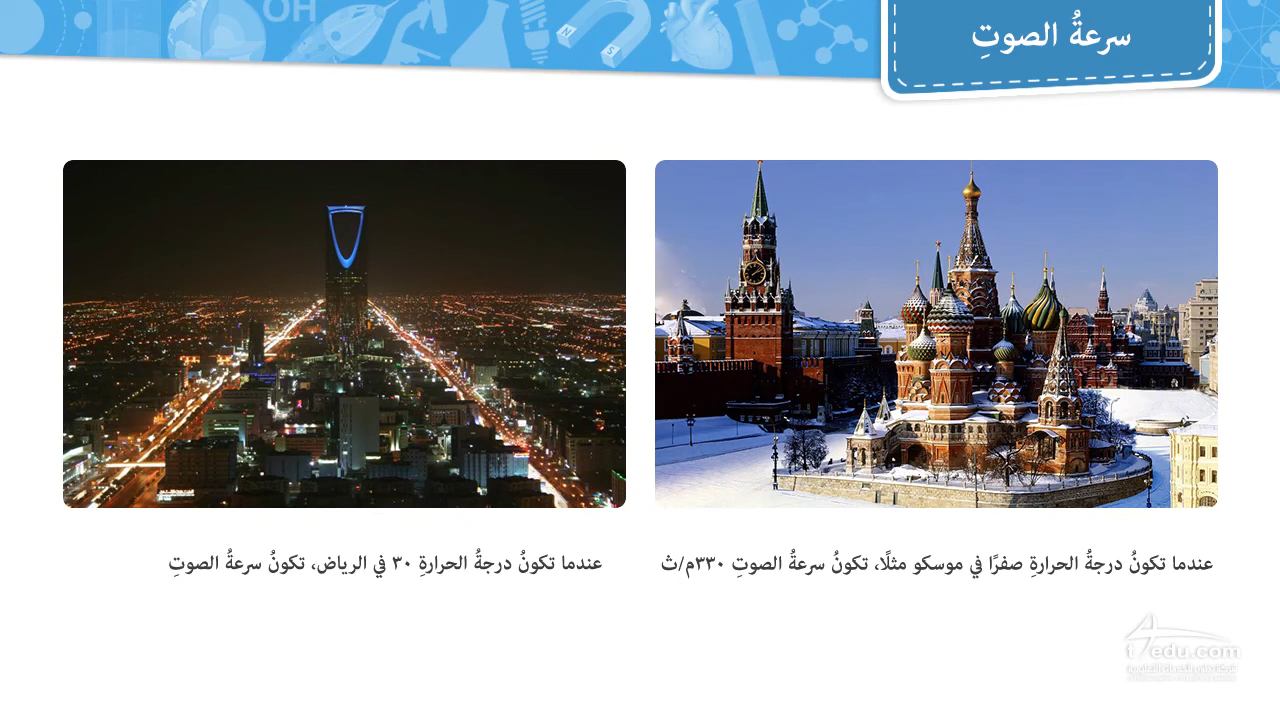 سرعةُ الصوتِ
OH
N
S
عندما تكونُ درجةُ الحرارةِ صفرًا في موسكو مثلًا، تكونُ سرعةُ الصوتِ ٣٣٠م/ث
عندما تكونُ درجةُ الحرارةِ ٣٠ في الرياض، تكونُ سرعةُ الصوتِ
t4edu.com